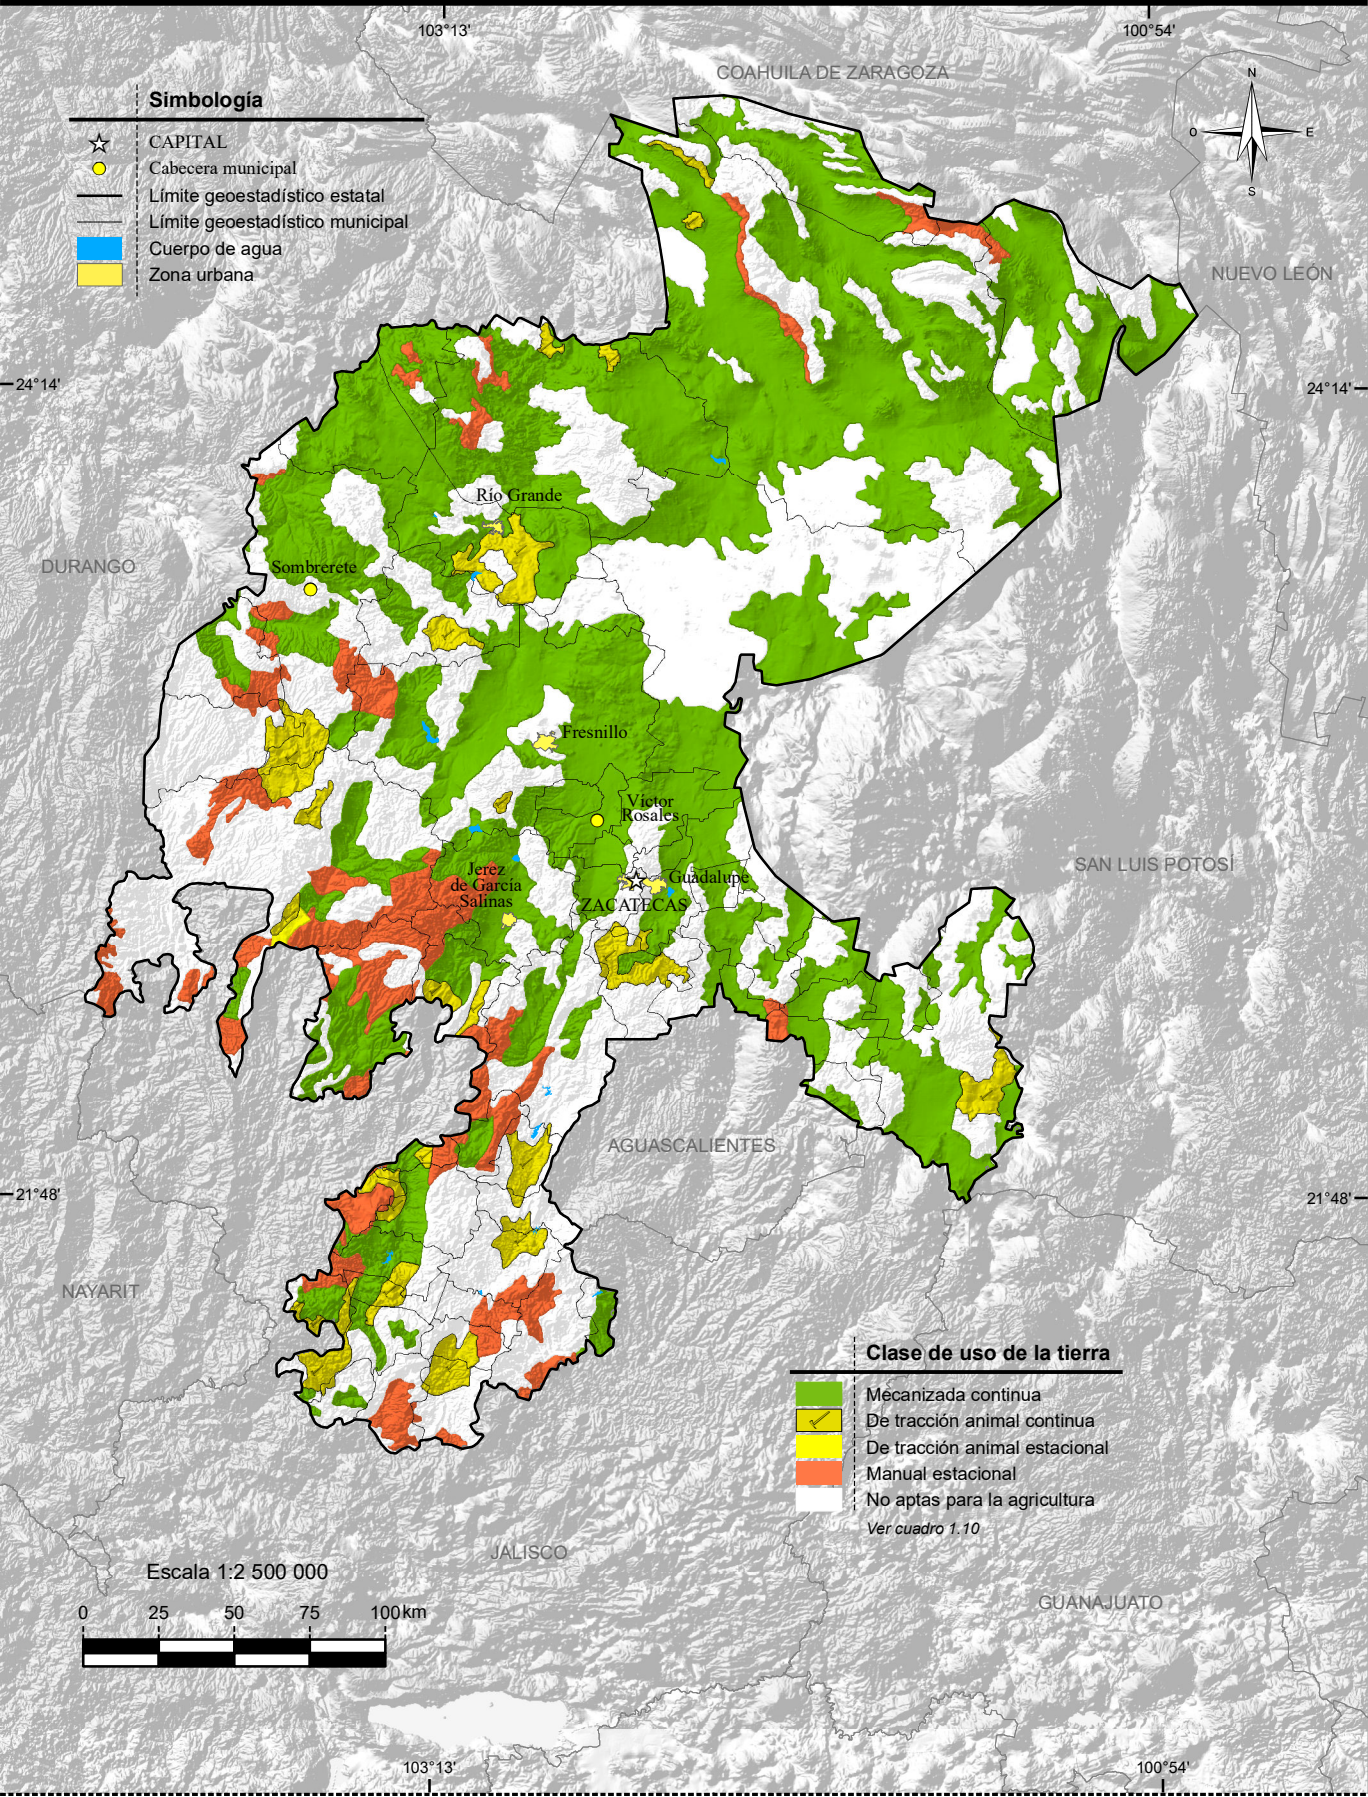 103°13'
100°54'
COAHUILA DE ZARAGOZA
N
O
E
S
Simbología
CAPITAL
Cabecera municipal
Límite geoestadístico estatal
Límite geoestadístico municipal
Cuerpo de agua
Zona urbana
NUEVO LEÓN
24°14'
24°14'
Río Grande
DURANGO
Sombrerete
Fresnillo
Víctor
Rosales
SAN LUIS POTOSÍ
Jerez
de García
Salinas
Guadalupe
ZACATECAS
AGUASCALIENTES
21°48'
21°48'
NAYARIT
Clase de uso de la tierra
Mecanizada continua
De tracción animal continua
De tracción animal estacional
Manual estacional
No aptas para la agricultura
Ver cuadro 1.10
JALISCO
Escala 1:2 500 000
GUANAJUATO
0 25 50 75 100 km
103°13'
100°54'